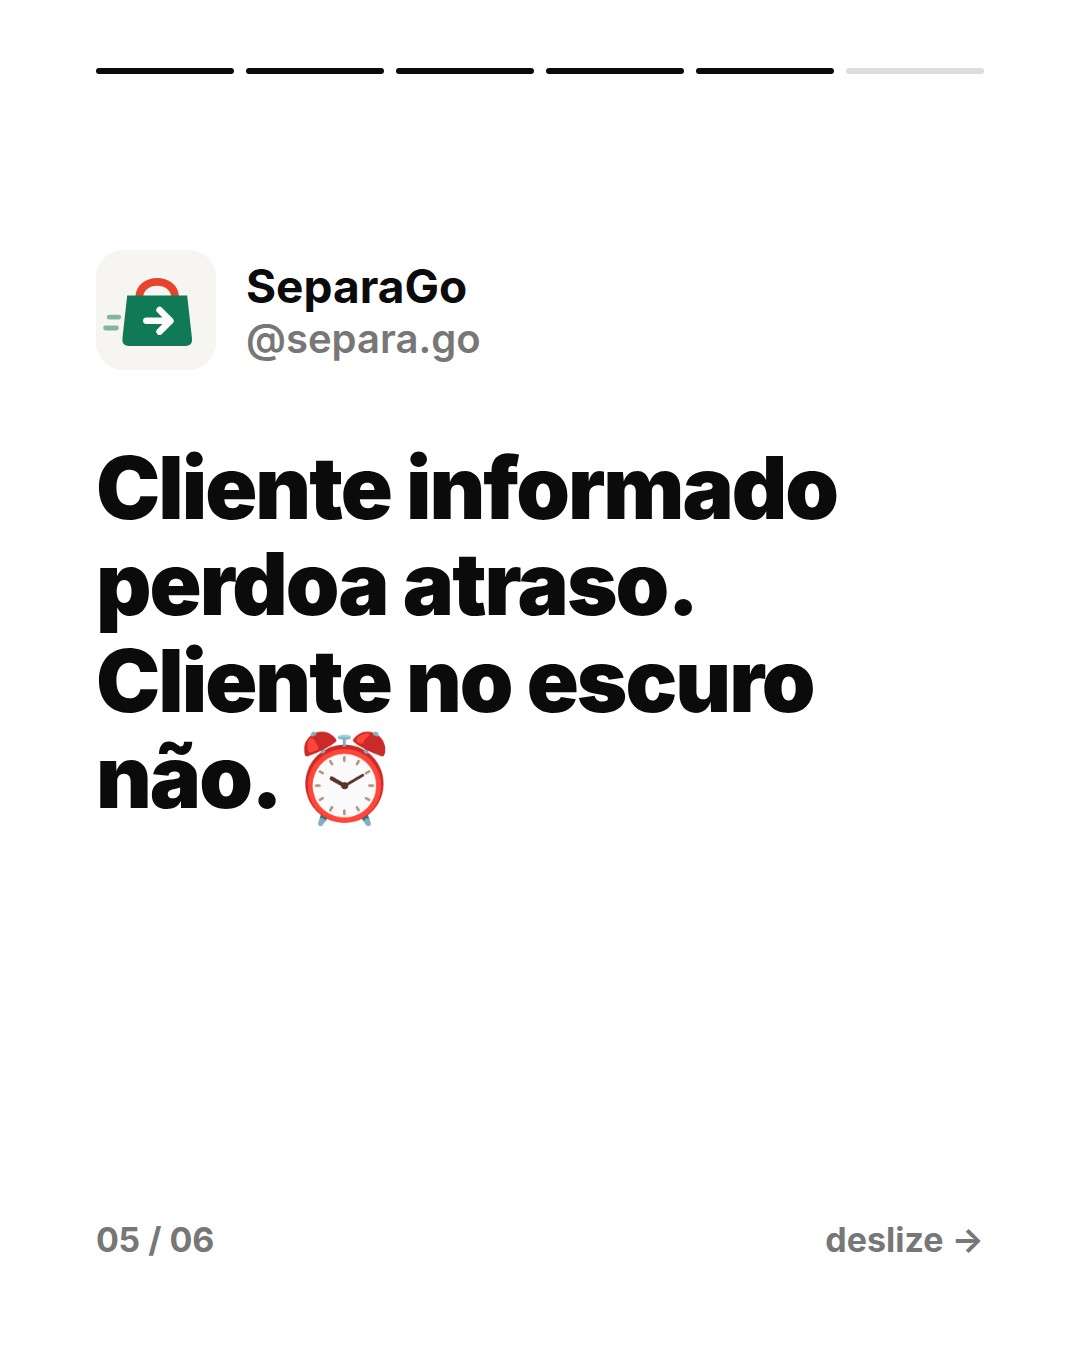 SeparaGo
@separa.go
Cliente informado
perdoa atraso.
Cliente no escuro
não. ⏰
05 / 06
deslize →